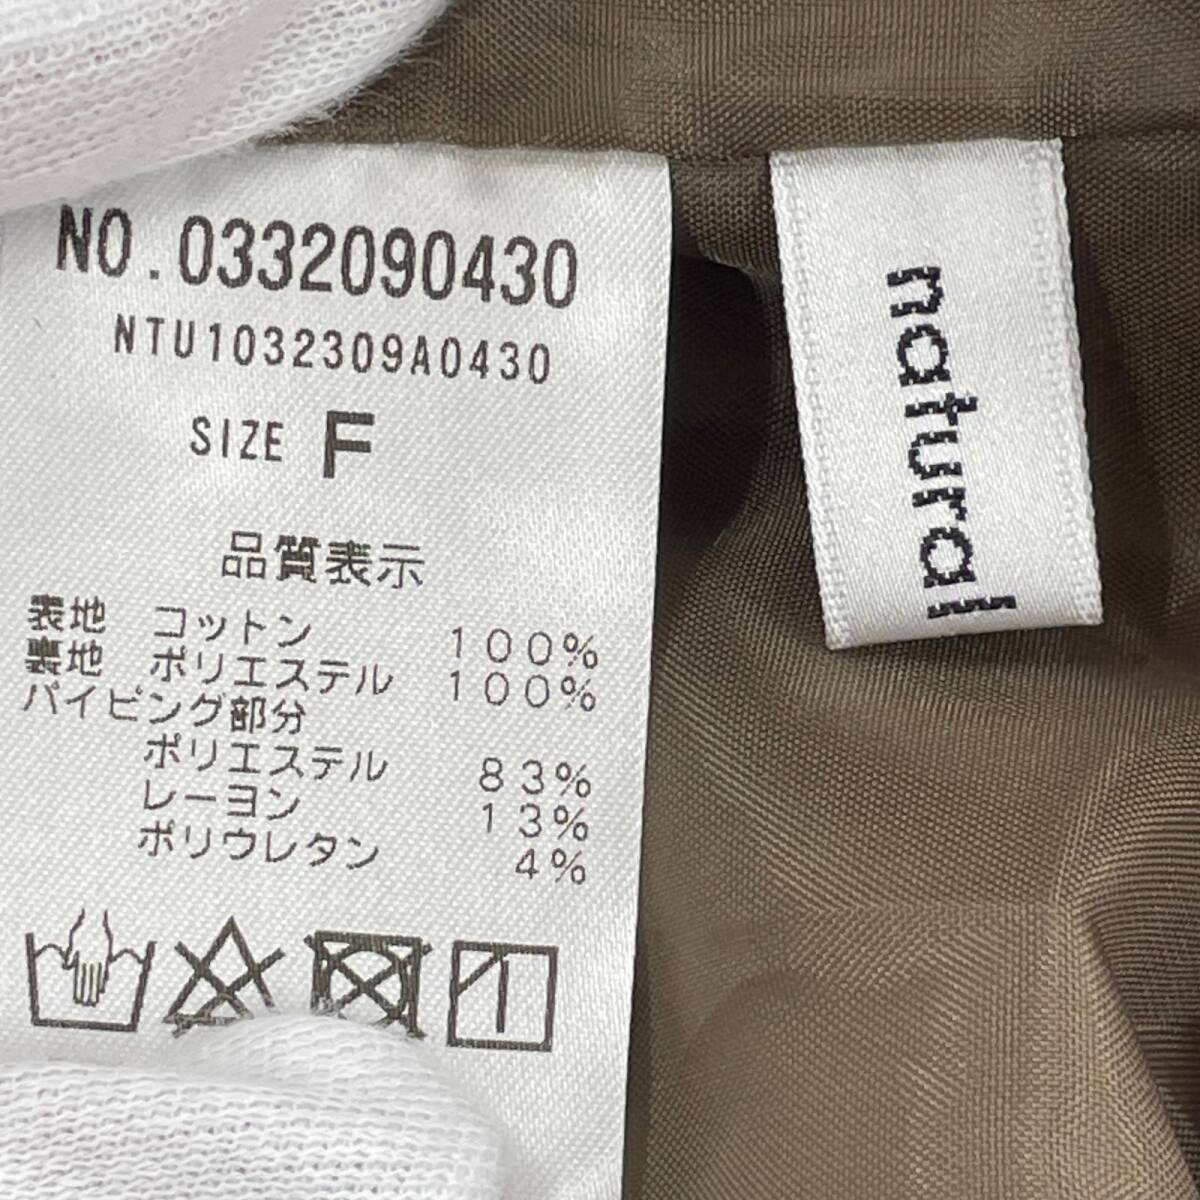 NO.0332090430
NTU1032309A0430
SIZE F
品質表示
表地 コットン 100%
裏地 ポリエステル 100%
パイピング部分
ポリエステル 83%
レーヨン 13%
ポリウレタン 4%
natural